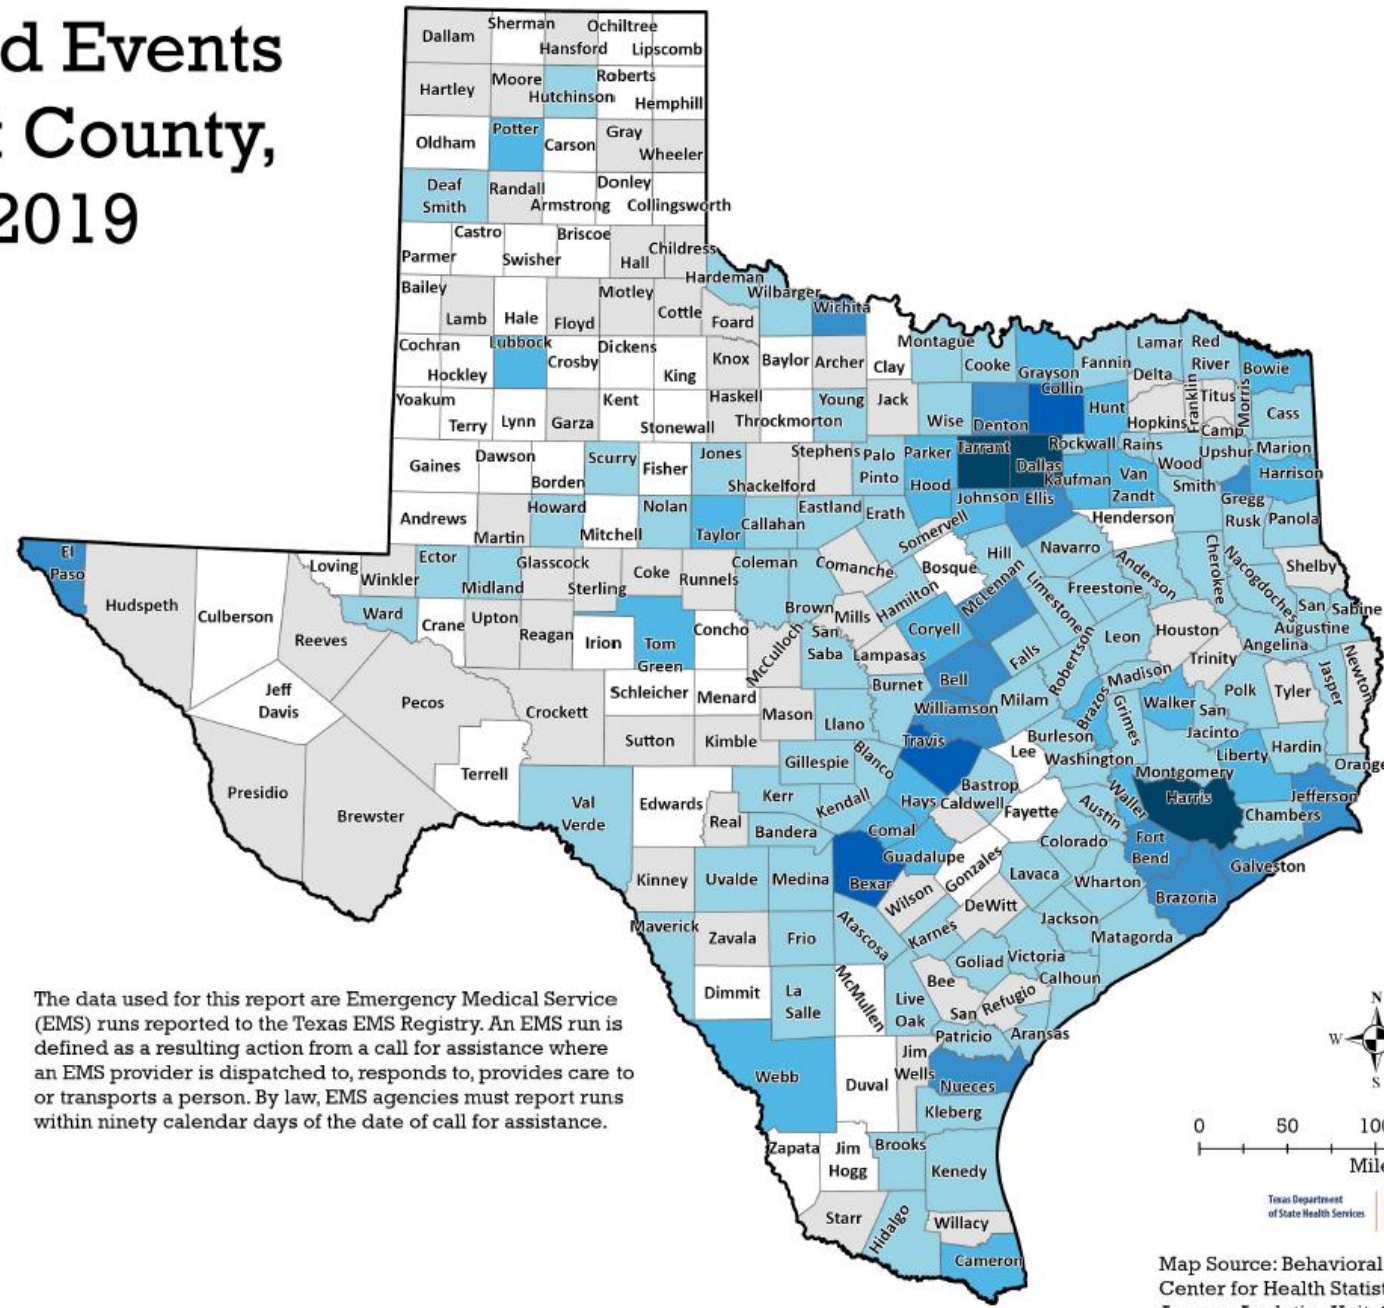 d Events
t County,
2019
Dallam
Sherman
Hansford
Ochiltree
Lipscomb
Hartley
Moore
Hutchinson
Roberts
Hemphill
Oldham
Potter
Carson
Gray
Wheeler
Deaf
Smith
Randall
Armstrong
Donley
Collingsworth
Parmer
Castro
Swisher
Briscoe
Hall
Childress
Hardeman
Wilbarger
Wichita
Bailey
Lamb
Hale
Floyd
Motley
Cottle
Foard
Cochran
Hockley
Lubbock
Crosby
Dickens
King
Knox
Baylor
Archer
Clay
Montague
Cooke
Grayson
Fannin
Lamar
Red
River
Bowie
Delta
Franklin
Titus
Morris
Cass
Yoakum
Terry
Lynn
Garza
Kent
Stonewall
Haskell
Throckmorton
Young
Jack
Wise
Denton
Collin
Hunt
Hopkins
Camp
Gaines
Dawson
Borden
Scurry
Fisher
Jones
Shackelford
Stephens
Palo
Pinto
Parker
Hood
Tarrant
Dallas
Rockwall
Rains
Kaufman
Van
Zandt
Wood
Upshur
Marion
Harrison
Smith
Gregg
Andrews
Martin
Howard
Mitchell
Nolan
Taylor
Callahan
Eastland
Erath
Somervell
Johnson
Ellis
Henderson
Rusk
Panola
El
Paso
Hudspeth
Culberson
Loving
Winkler
Ector
Midland
Glasscock
Sterling
Coke
Runnels
Coleman
Comanche
Bosque
Hill
Navarro
Anderson
Cherokee
Nacogdoches
Shelby
Reeves
Ward
Crane
Upton
Reagan
Irion
Tom
Green
Concho
McCulloch
Brown
San
Saba
Mills
Hamilton
Lampasas
Coryell
McLennan
Limestone
Freestone
Leon
Houston
Trinity
Angelina
San
Augustine
Sabine
Jeff
Davis
Pecos
Crockett
Schleicher
Menard
Mason
Llano
Burnet
Bell
Falls
Robertson
Madison
Walker
Polk
Tyler
Jasper
Newton
Presidio
Brewster
Terrell
Sutton
Kimble
Gillespie
Blanco
Travis
Williamson
Milam
Brazos
Grimes
San
Jacinto
Burleson
Lee
Washington
Liberty
Hardin
Orange
Val
Verde
Edwards
Real
Kerr
Kendall
Bandera
Hays
Caldwell
Bastrop
Fayette
Austin
Waller
Montgomery
Harris
Jefferson
Chambers
Kinney
Uvalde
Medina
Bexar
Comal
Guadalupe
Gonzales
Lavaca
Colorado
Wharton
Fort
Bend
Galveston
Brazoria
Maverick
Zavala
Frio
Atascosa
Wilson
Karnes
DeWitt
Jackson
Matagorda
Dimmit
La
Salle
McMullen
Live
Oak
Bee
Goliad
Victoria
Calhoun
Refugio
San
Patricio
Aransas
Webb
Duval
Jim
Wells
Nueces
Kleberg
Zapata
Jim
Hogg
Brooks
Kenedy
Starr
Hidalgo
Willacy
Cameron
The data used for this report are Emergency Medical Service
(EMS) runs reported to the Texas EMS Registry. An EMS run is
defined as a resulting action from a call for assistance where
an EMS provider is dispatched to, responds to, provides care to
or transports a person. By law, EMS agencies must report runs
within ninety calendar days of the date of call for assistance.
N
W
S
0 50 100
Mile
Texas Department
of State Health Services
Map Source: Behavioral
Center for Health Statist